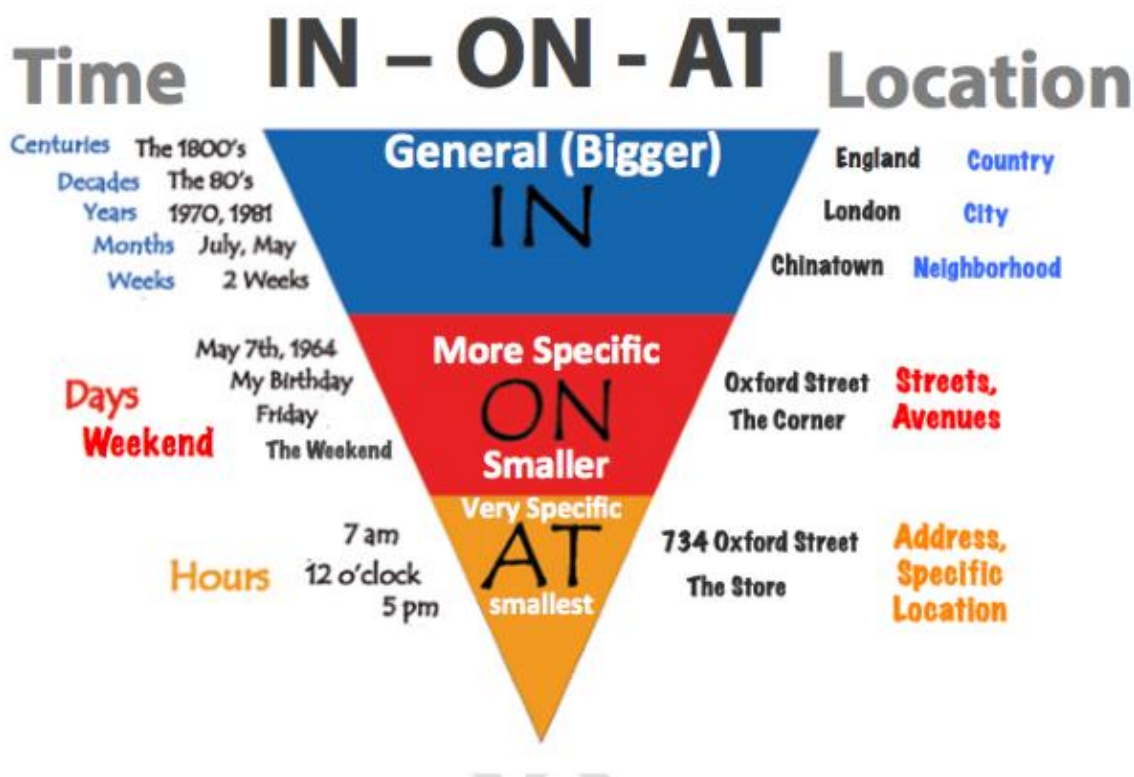 IN – ON - AT
Time
Location
Centuries The 1800's
Decades The 80's
Years 1970, 1981
Months July, May
Weeks 2 Weeks
General (Bigger)
IN
England Country
London City
Chinatown Neighborhood
Days
Weekend
May 7th, 1964
My Birthday
Friday
The Weekend
More Specific
ON
Smaller
Oxford Street
The Corner
Streets,
Avenues
Hours
7 am
12 o'clock
5 pm
Very Specific
AT
smallest
734 Oxford Street
The Store
Address,
Specific
Location